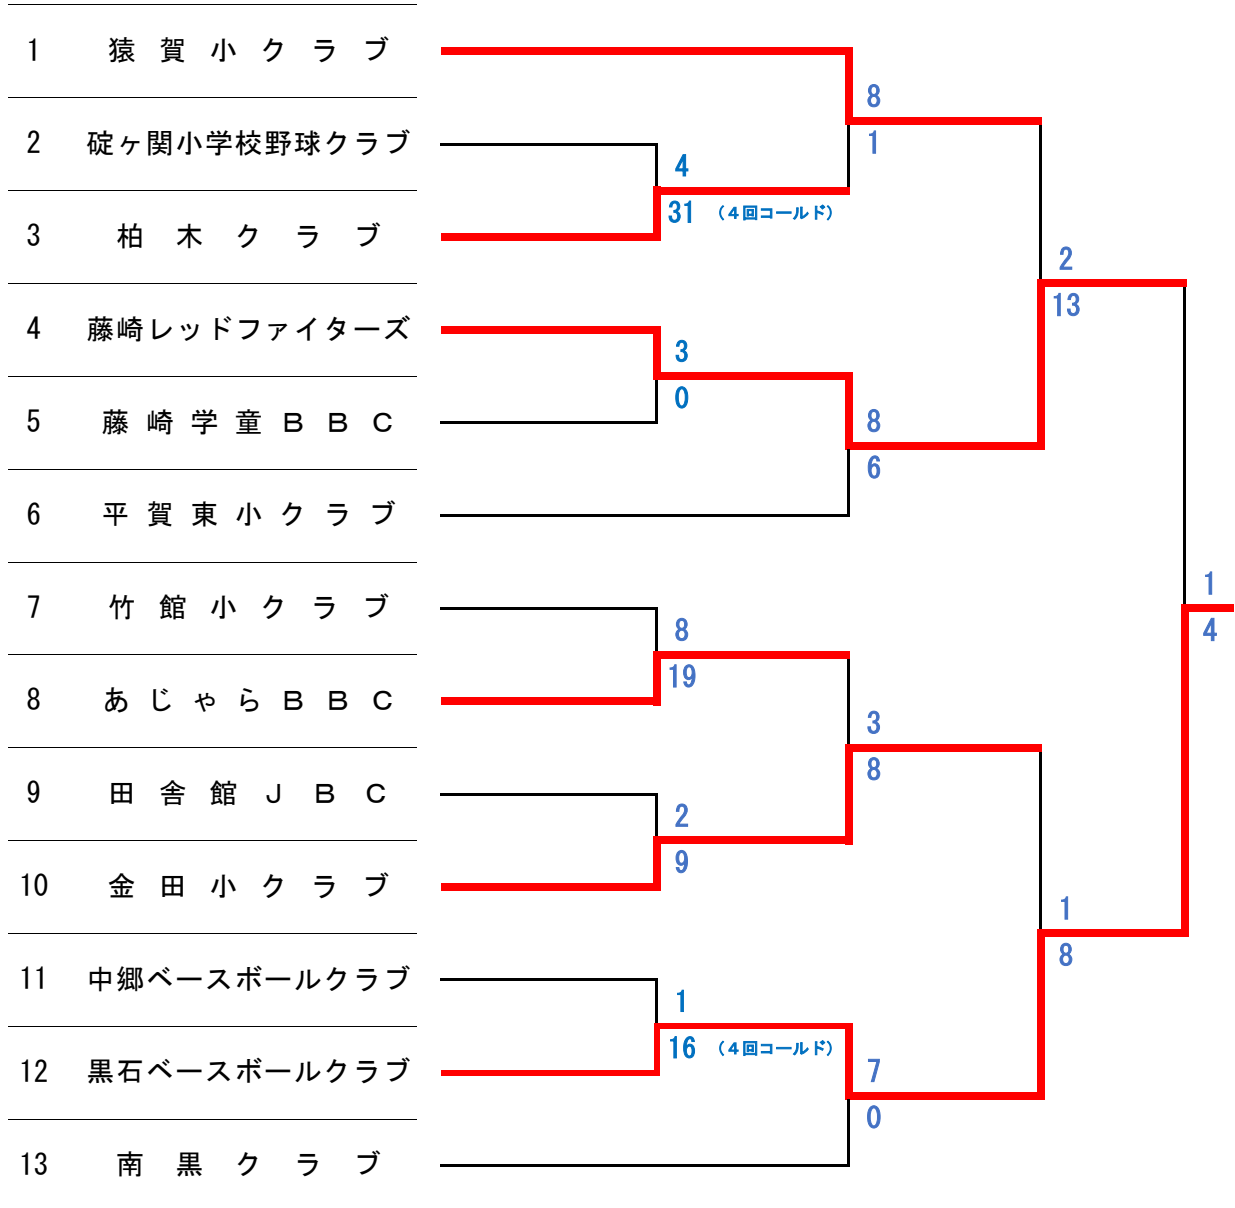 1 猿賀小クラブ
8
2 碇ヶ関小学校野球クラブ
1
4
31 （４回コールド）
3 柏木クラブ
2
13
4 藤崎レッドファイターズ
3
0
5 藤崎学童ＢＢＣ
8
6
6 平賀東小クラブ
1
7 竹館小クラブ
8
4
19
8 あじゃらＢＢＣ
3
8
9 田舎館ＪＢＣ
2
9
10 金田小クラブ
1
8
11 中郷ベースボールクラブ
1
16 （４回コールド）
12 黒石ベースボールクラブ
7
0
13 南黒クラブ